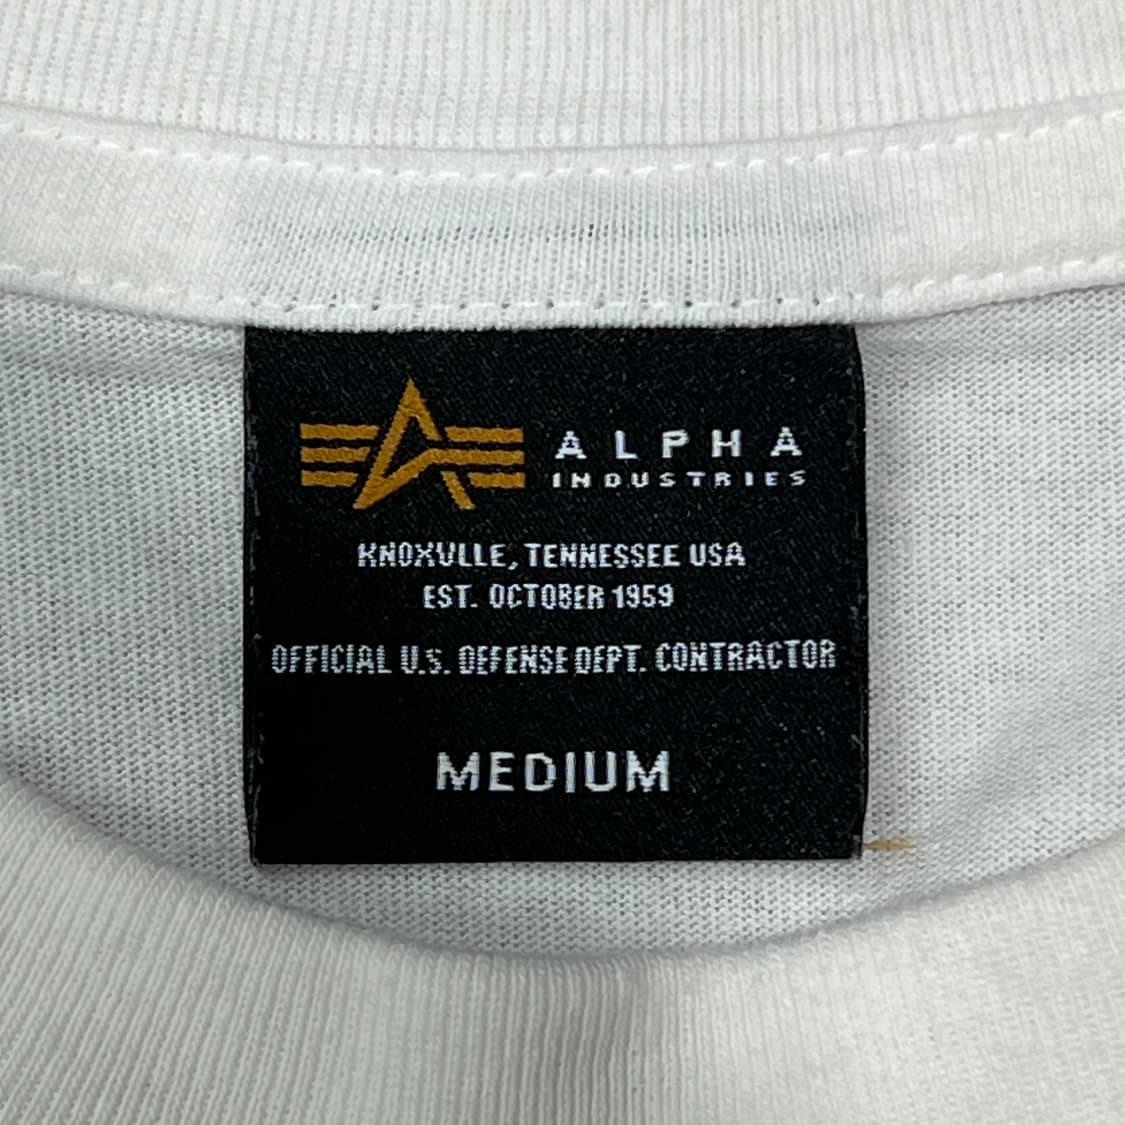 ALPHA
INDUSTRIES
KNOXVLLE, TENNESSEE USA
EST. OCTOBER 1959
OFFICIAL U.S. DEFENSE DEPT. CONTRACTOR
MEDIUM